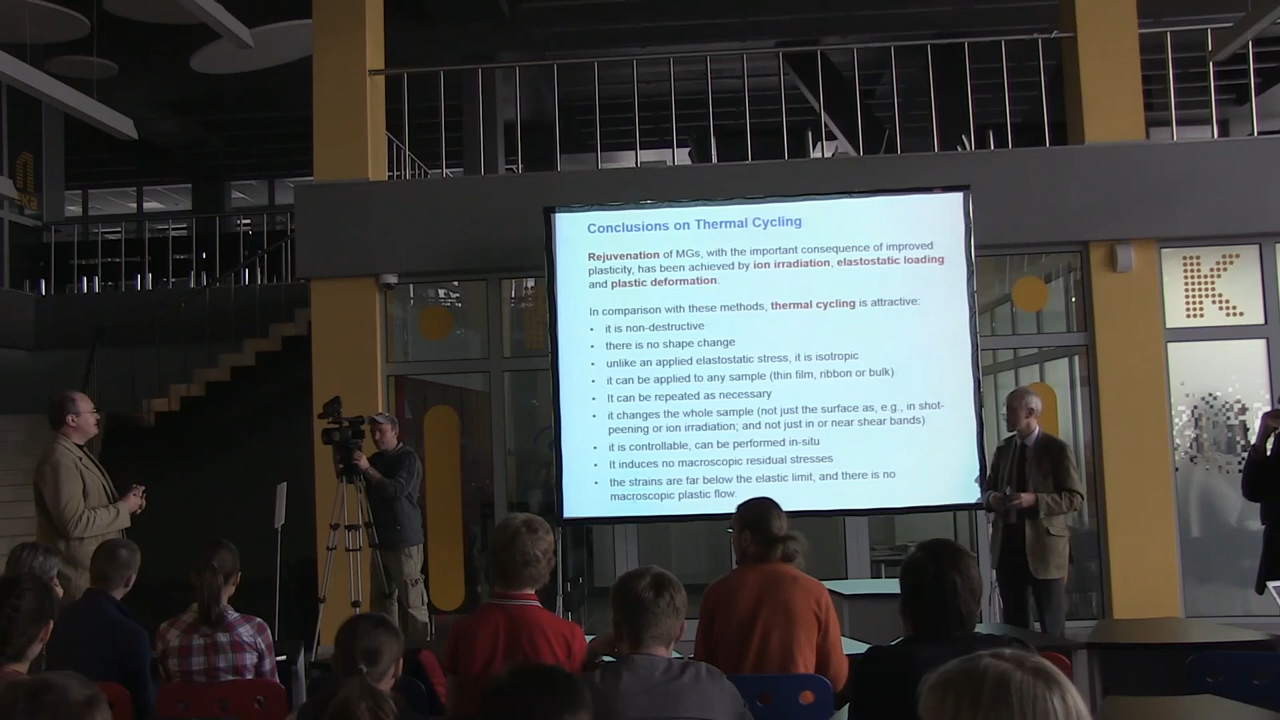 Conclusions on Thermal Cycling
Rejuvenation of MGs, with the important consequence of improved
plasticity, has been achieved by ion irradiation, elastostatic loading
and plastic deformation.
In comparison with these methods, thermal cycling is attractive:
• it is non-destructive
• there is no shape change
• unlike an applied elastostatic stress, it is isotropic
• it can be applied to any sample (thin film, ribbon or bulk)
• It can be repeated as necessary
• it changes the whole sample (not just the surface as, e.g., in shot-
peening or ion irradiation; and not just in or near shear bands)
• it is controllable, can be performed in-situ
• It induces no macroscopic residual stresses
• the strains are far below the elastic limit, and there is no
macroscopic plastic flow.
K